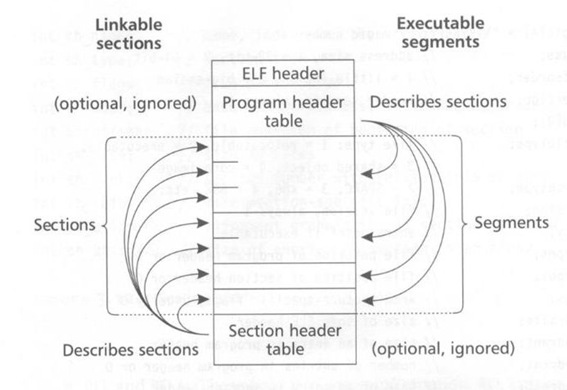 Linkable
sections
Executable
segments
ELF header
(optional, ignored)
Program header
table
Describes sections
Sections
Segments
Describes sections
Section header
table
(optional, ignored)